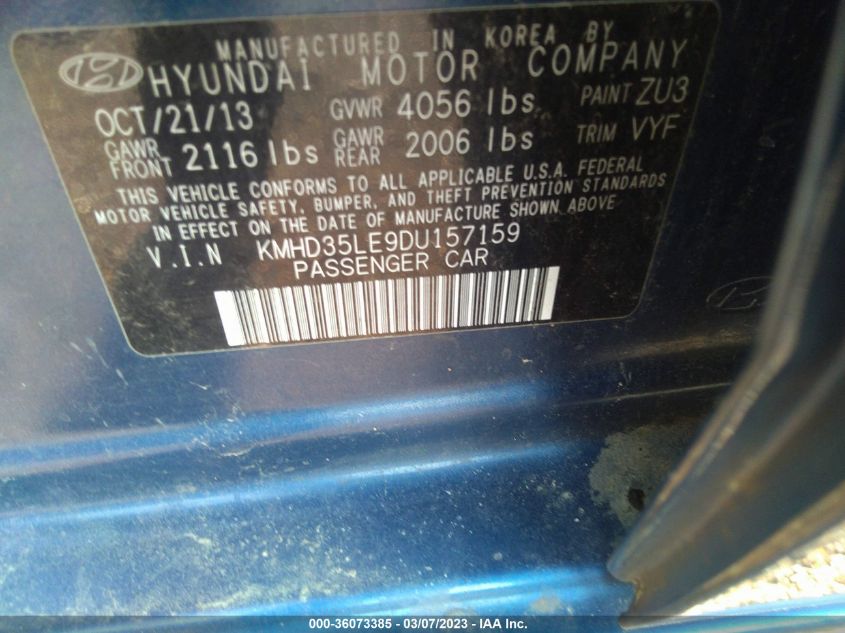 MANUFACTURED IN KOREA BY
HYUNDAI MOTOR COMPANY
OCT/21/13 GVWR 4056 lbs PAINT ZU3
GAWR FRONT 2116 lbs GAWR REAR 2006 lbs TRIM VYF
THIS VEHICLE CONFORMS TO ALL APPLICABLE U.S.A. FEDERAL
MOTOR VEHICLE SAFETY, BUMPER, AND THEFT PREVENTION STANDARDS
IN EFFECT ON THE DATE OF MANUFACTURE SHOWN ABOVE
V.I.N KMHD35LE9DU157159
PASSENGER CAR
000-36073385 - 03/07/2023 - IAA Inc.